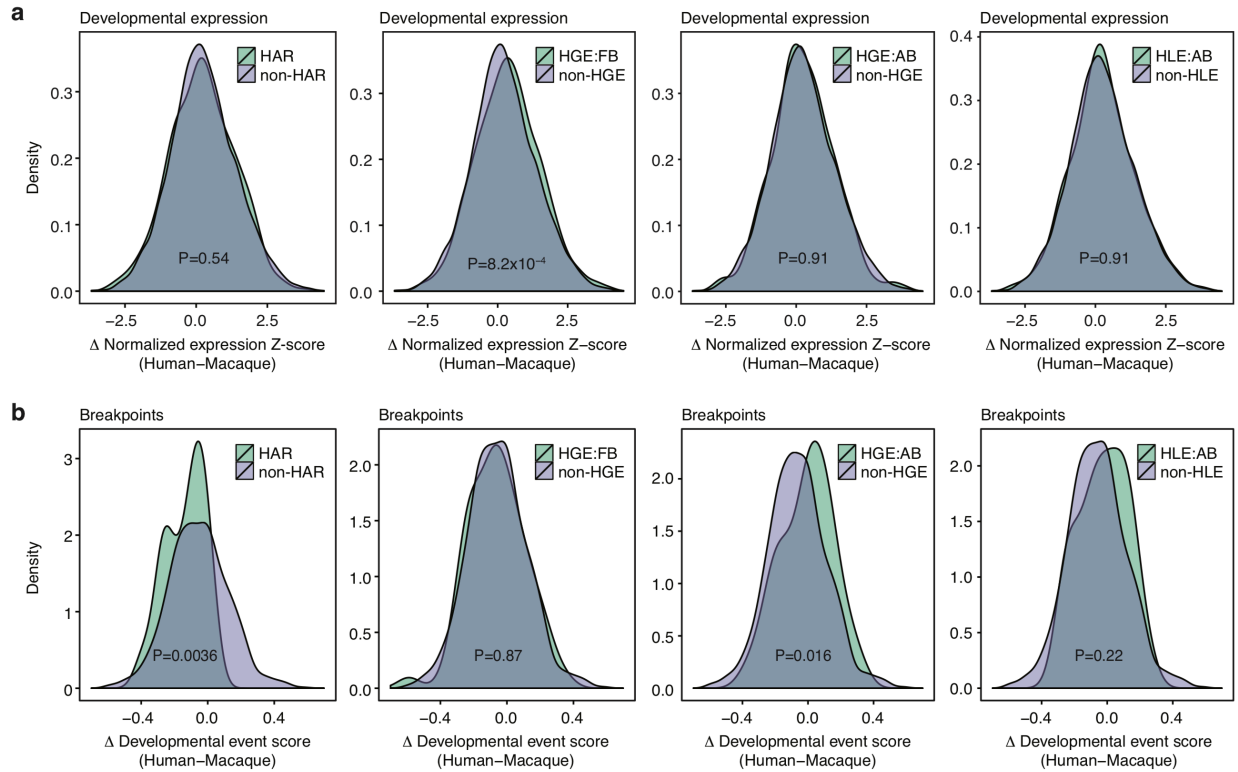 a
Developmental expression
HAR
non-HAR
0.3
0.2
0.1
0.0
Density
P=0.54
−2.5 0.0 2.5
Δ Normalized expression Z-score
(Human−Macaque)
Developmental expression
HGE:FB
non-HGE
0.3
0.2
0.1
0.0
P=8.2x10⁻⁴
−2.5 0.0 2.5
Δ Normalized expression Z−score
(Human−Macaque)
Developmental expression
HGE:AB
non-HGE
0.3
0.2
0.1
0.0
P=0.91
−2.5 0.0 2.5
Δ Normalized expression Z−score
(Human−Macaque)
Developmental expression
HLE:AB
non-HLE
0.4
0.3
0.2
0.1
0.0
P=0.91
−2.5 0.0 2.5
Δ Normalized expression Z−score
(Human−Macaque)
b
Breakpoints
HAR
non-HAR
3
2
1
0
Density
P=0.0036
−0.4 0.0 0.4
Δ Developmental event score
(Human−Macaque)
Breakpoints
HGE:FB
non-HGE
2.0
1.5
1.0
0.5
0.0
P=0.87
−0.4 0.0 0.4
Δ Developmental event score
(Human−Macaque)
Breakpoints
HGE:AB
non-HGE
2.0
1.5
1.0
0.5
0.0
P=0.016
−0.4 0.0 0.4
Δ Developmental event score
(Human−Macaque)
Breakpoints
HLE:AB
non-HLE
2.0
1.5
1.0
0.5
0.0
P=0.22
−0.4 0.0 0.4
Δ Developmental event score
(Human−Macaque)